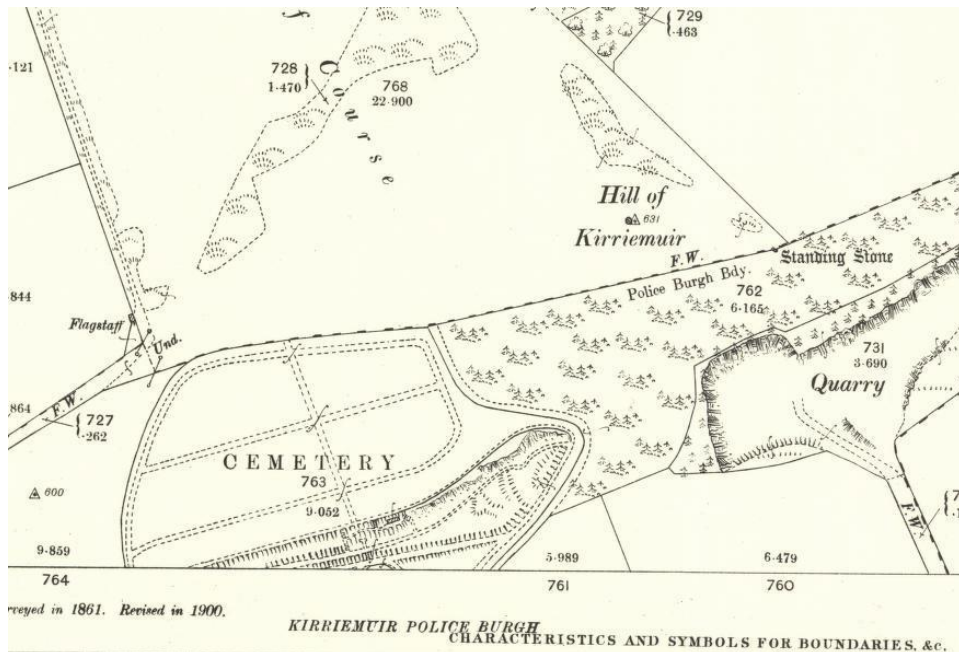 729
·463
·121
728
1·470
f
Course
768
22·900
Hill of
631
Kirriemuir
F.W.
Standing Stone
Police Burgh Bdy.
762
6·165
·844
Flagstaff
Und.
731
3·690
Quarry
·864
F.W.
727
·262
CEMETERY
763
9·052
600
F.W.
9·859
5·989
6·479
764
761
760
rveyed in 1861. Revised in 1900.
KIRRIEMUIR POLICE BURGH
CHARACTERISTICS AND SYMBOLS FOR BOUNDARIES, &c.